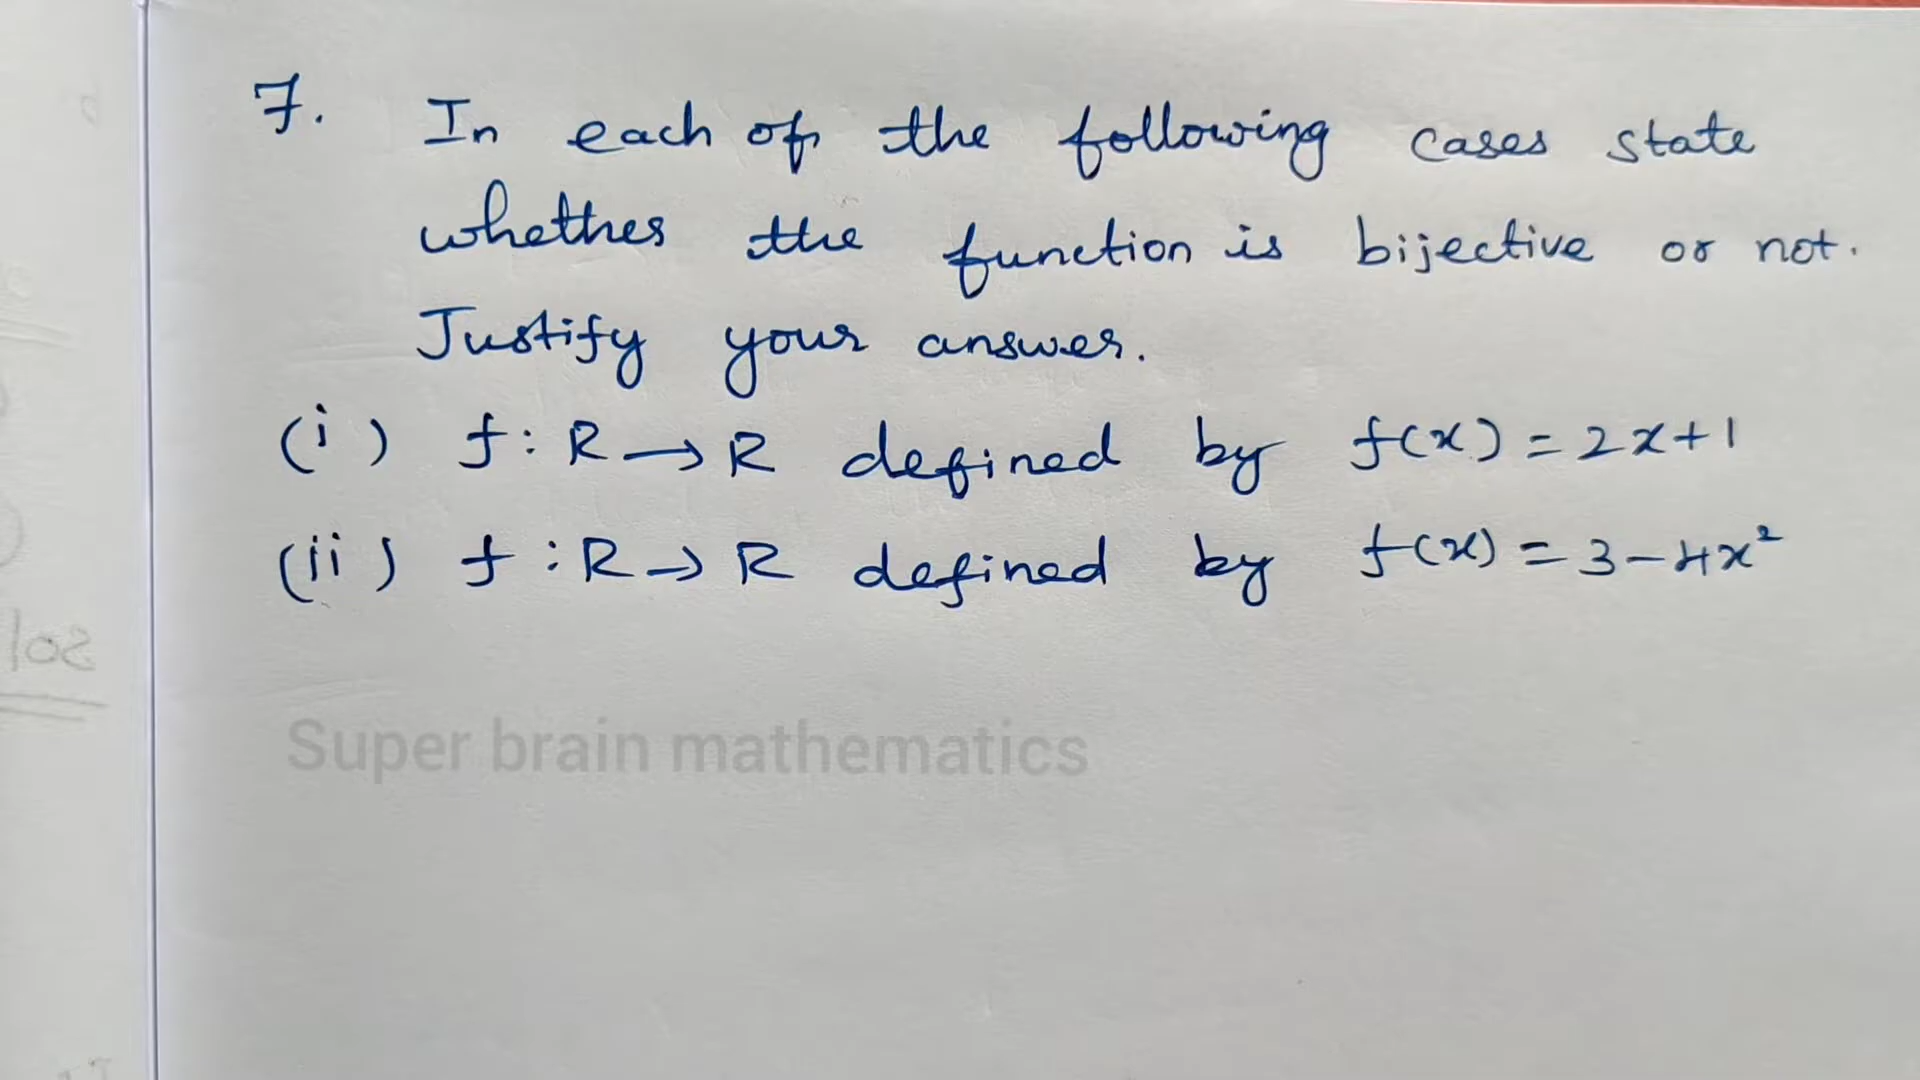 7. In each of the following cases state
whether the function is bijective or not.
Justify your answer.
(i) f : R → R defined by f(x) = 2x+1
(ii) f : R → R defined by f(x) = 3-4x²
Sol
Super brain mathematics